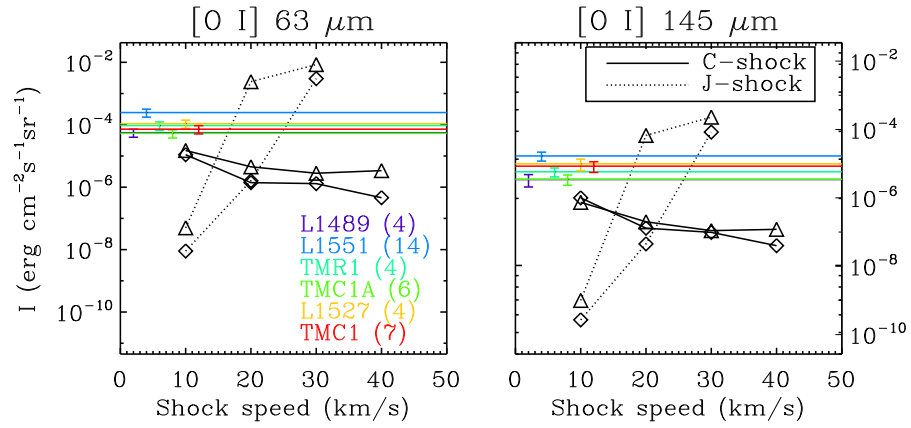 [O I] 63 μm
[O I] 145 μm
I (erg cm⁻²s⁻¹sr⁻¹)
10⁻²
10⁻⁴
10⁻⁶
10⁻⁸
10⁻¹⁰
L1489 (4)
L1551 (14)
TMR1 (4)
TMC1A (6)
L1527 (4)
TMC1 (7)
0 10 20 30 40 50
Shock speed (km/s)
C-shock
J-shock
10⁻²
10⁻⁴
10⁻⁶
10⁻⁸
10⁻¹⁰
0 10 20 30 40 50
Shock speed (km/s)